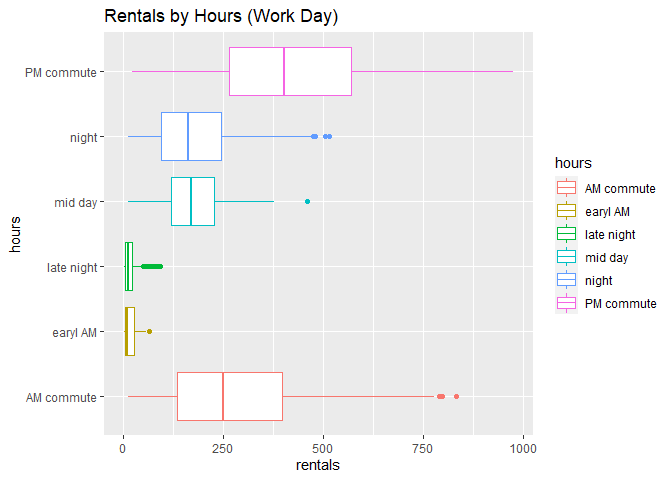 Rentals by Hours (Work Day)
hours
PM commute
night
mid day
late night
earyl AM
AM commute
0
250
500
750
1000
rentals
hours
AM commute
earyl AM
late night
mid day
night
PM commute